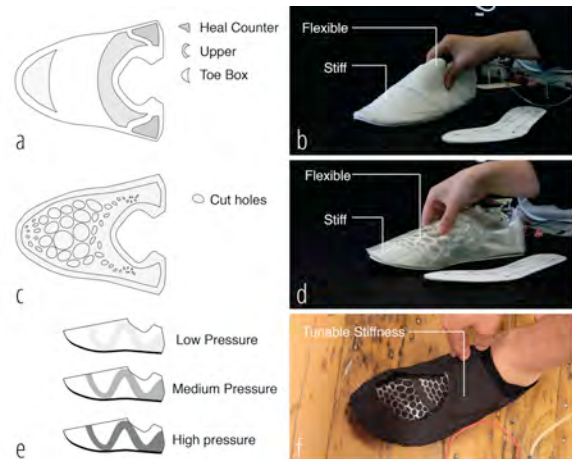 Heal Counter
Upper
Toe Box
a
Flexible
Stiff
b
Cut holes
c
Flexible
Stiff
d
Low Pressure
Medium Pressure
High pressure
e
Tunable Stiffness
f